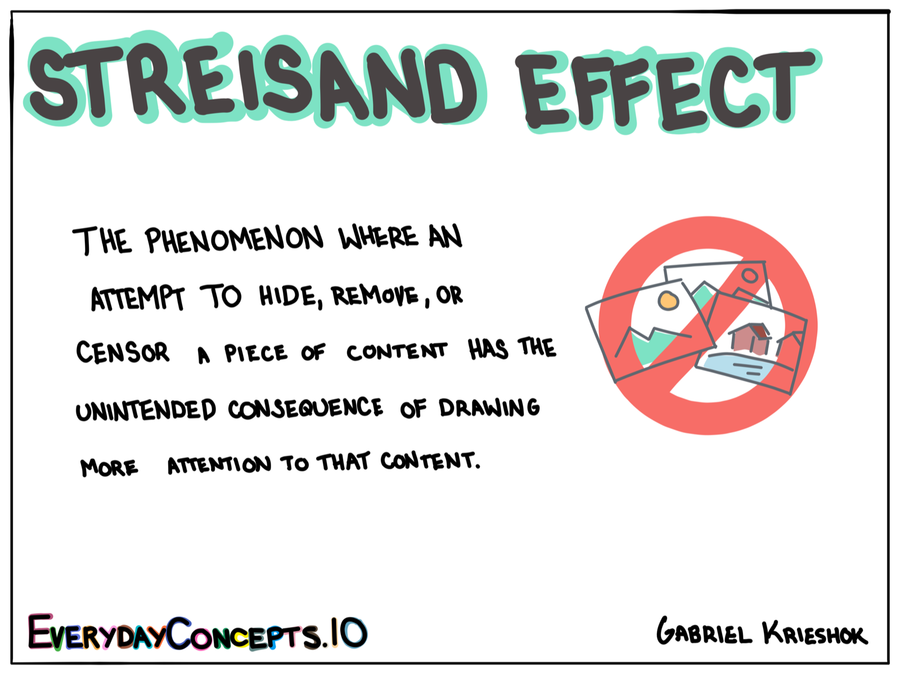 STREISAND EFFECT
THE PHENOMENON WHERE AN
ATTEMPT TO HIDE, REMOVE, OR
CENSOR A PIECE OF CONTENT HAS THE
UNINTENDED CONSEQUENCE OF DRAWING
MORE ATTENTION TO THAT CONTENT.
EVERYDAYCONCEPTS.IO
GABRIEL KRIESHOK